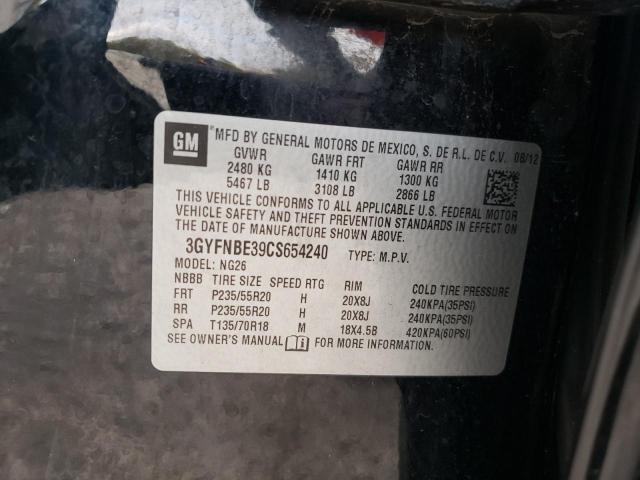 GM MFD BY GENERAL MOTORS DE MEXICO, S. DE R.L. DE C.V. 08/12
GVWR GAWR FRT GAWR RR
2480 KG 1410 KG 1300 KG
5467 LB 3108 LB 2866 LB
THIS VEHICLE CONFORMS TO ALL APPLICABLE U.S. FEDERAL MOTOR
VEHICLE SAFETY AND THEFT PREVENTION STANDARDS IN EFFECT ON
THE DATE OF MANUFACTURE SHOWN ABOVE.
3GYFNBE39CS654240 TYPE: M.P.V.
MODEL: NG26
NBBB TIRE SIZE SPEED RTG RIM COLD TIRE PRESSURE
FRT P235/55R20 H 20X8J 240KPA(35PSI)
RR P235/55R20 H 20X8J 240KPA(35PSI)
SPA T135/70R18 M 18X4.5B 420KPA(60PSI)
SEE OWNER'S MANUAL FOR MORE INFORMATION.